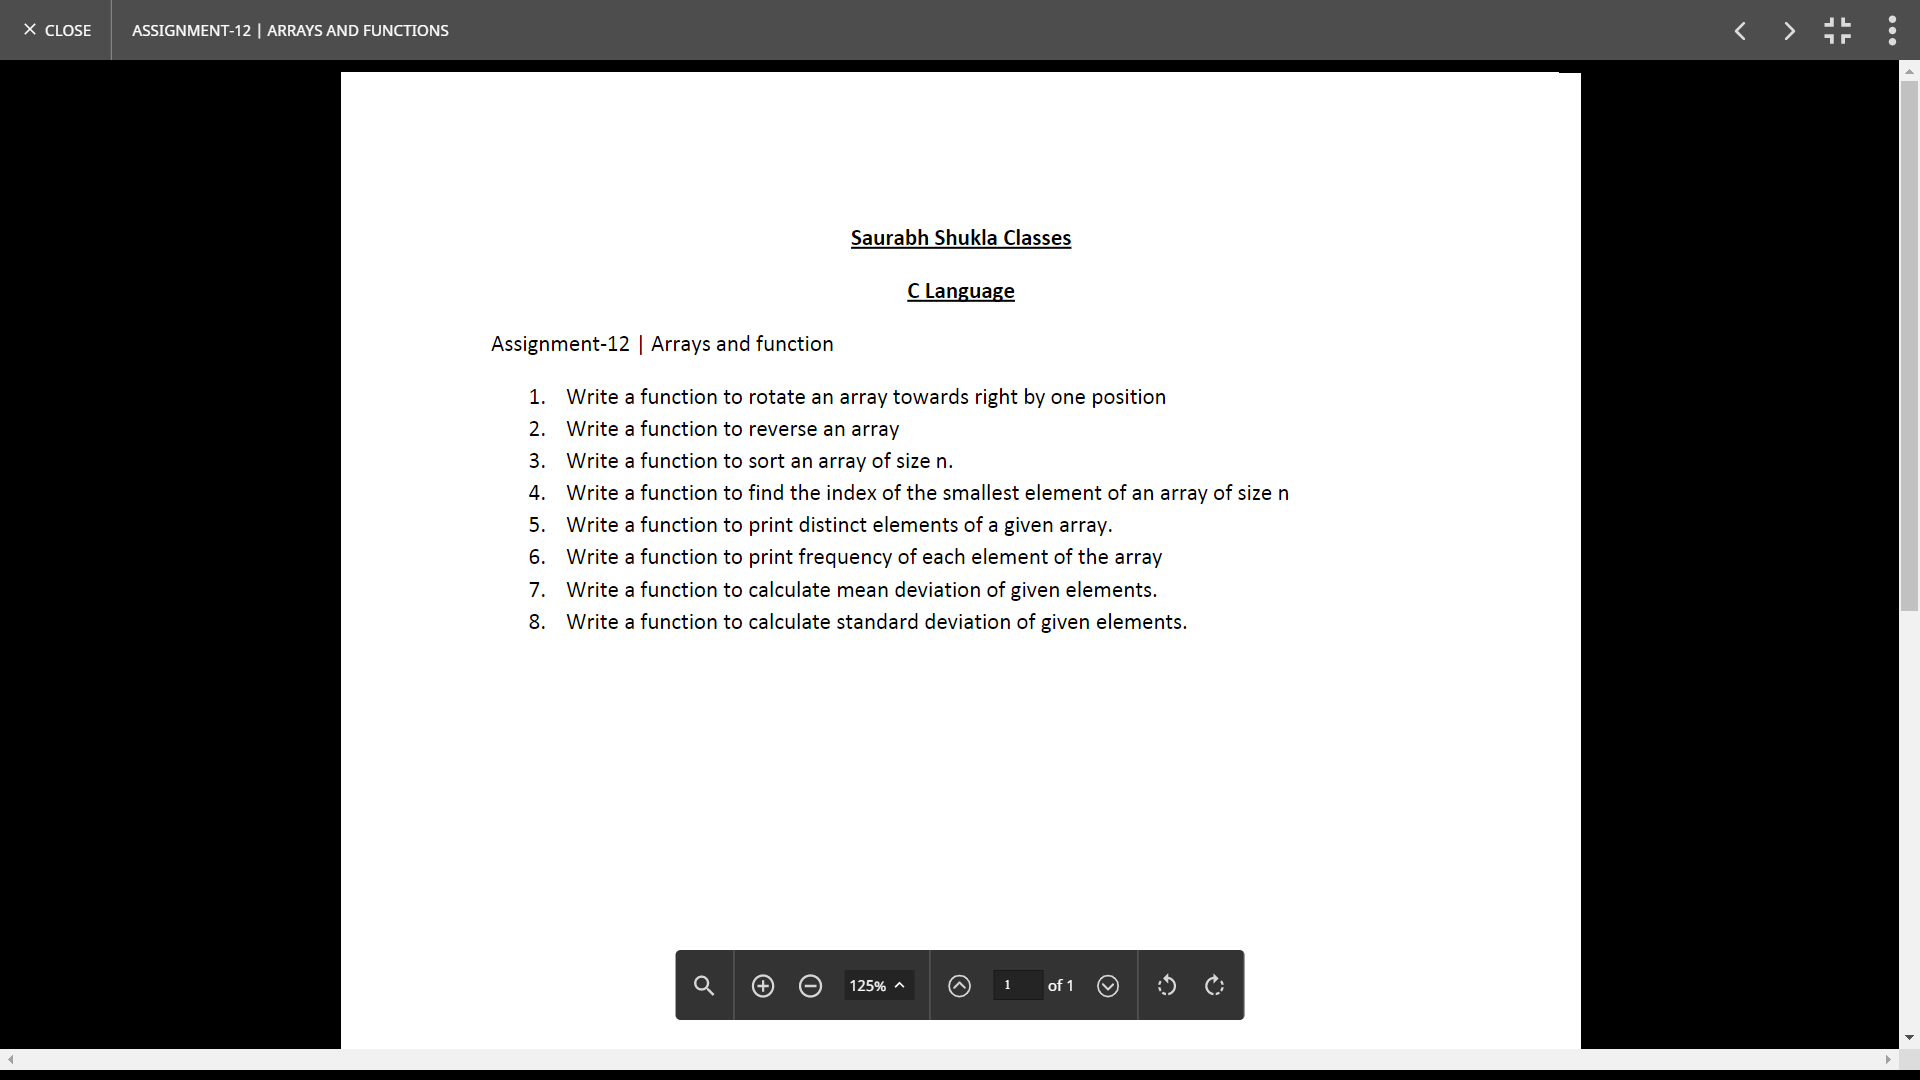 CLOSE
ASSIGNMENT-12 | ARRAYS AND FUNCTIONS
Saurabh Shukla Classes
C Language
Assignment-12 | Arrays and function
1. Write a function to rotate an array towards right by one position
2. Write a function to reverse an array
3. Write a function to sort an array of size n.
4. Write a function to find the index of the smallest element of an array of size n
5. Write a function to print distinct elements of a given array.
6. Write a function to print frequency of each element of the array
7. Write a function to calculate mean deviation of given elements.
8. Write a function to calculate standard deviation of given elements.
125% 1 of 1